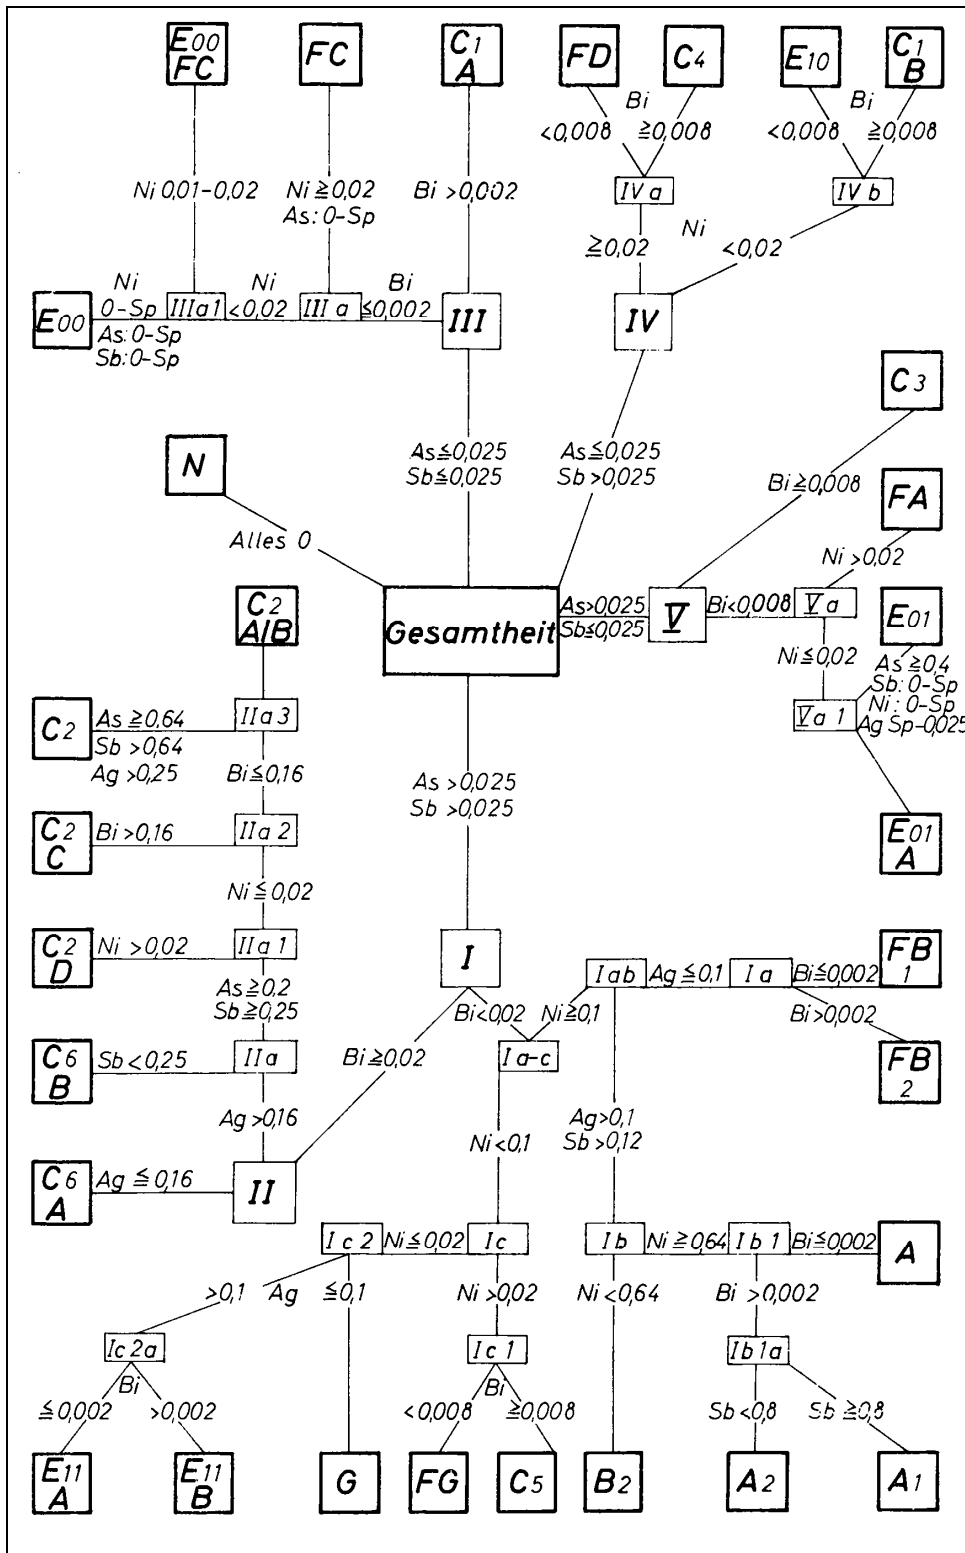 E00 FC
FC
C1 A
FD
C4
E10
C1 B
Bi
<0,008
≧0,008
Bi
<0,008
≧0,008
Ni 0,01-0,02
Ni ≧0,02
As: 0-Sp
Bi >0,002
IV a
IV b
≧0,02
Ni
<0,02
E00
Ni
0-Sp
As: 0-Sp
Sb: 0-Sp
IIIa1
Ni
<0,02
III a
Bi
≦0,002
III
IV
C3
As ≦0,025
Sb ≦0,025
As ≦0,025
Sb >0,025
N
Bi ≧0,008
FA
Alles 0
Ni >0,02
C2
A/B
Gesamtheit
As>0,025
Sb≦0,025
V
Bi<0,008
V a
E01
Ni ≦0,02
As ≧0,4
Sb: 0-Sp
Ni: 0-Sp
Ag Sp-0,025
V a 1
C2
As ≧0,64
Sb >0,64
Ag >0,25
II a 3
Bi ≦0,16
As >0,025
Sb >0,025
C2
C
Bi >0,16
II a 2
E01
A
Ni ≦0,02
C2
D
Ni >0,02
II a 1
I
I ab
Ag ≦0,1
I a
Bi ≦0,002
FB
1
As ≧0,2
Sb ≧0,25
Bi<0,02
Ni ≧0,1
Bi>0,002
C6
B
Sb <0,25
II a
Bi ≧0,02
I a-c
FB
2
Ag >0,16
Ni <0,1
Ag >0,1
Sb >0,12
C6
A
Ag ≦0,16
II
I c 2
Ni ≦0,02
I c
I b
Ni ≧0,64
I b 1
Bi ≦0,002
A
>0,1
Ag
≦0,1
Ni >0,02
Ni <0,64
Bi >0,002
Ic 2a
I c 1
I b 1a
Bi
≦0,002
>0,002
Bi
<0,008
≧0,008
Sb <0,8
Sb ≧0,8
E11
A
E11
B
G
FG
C5
B2
A2
A1